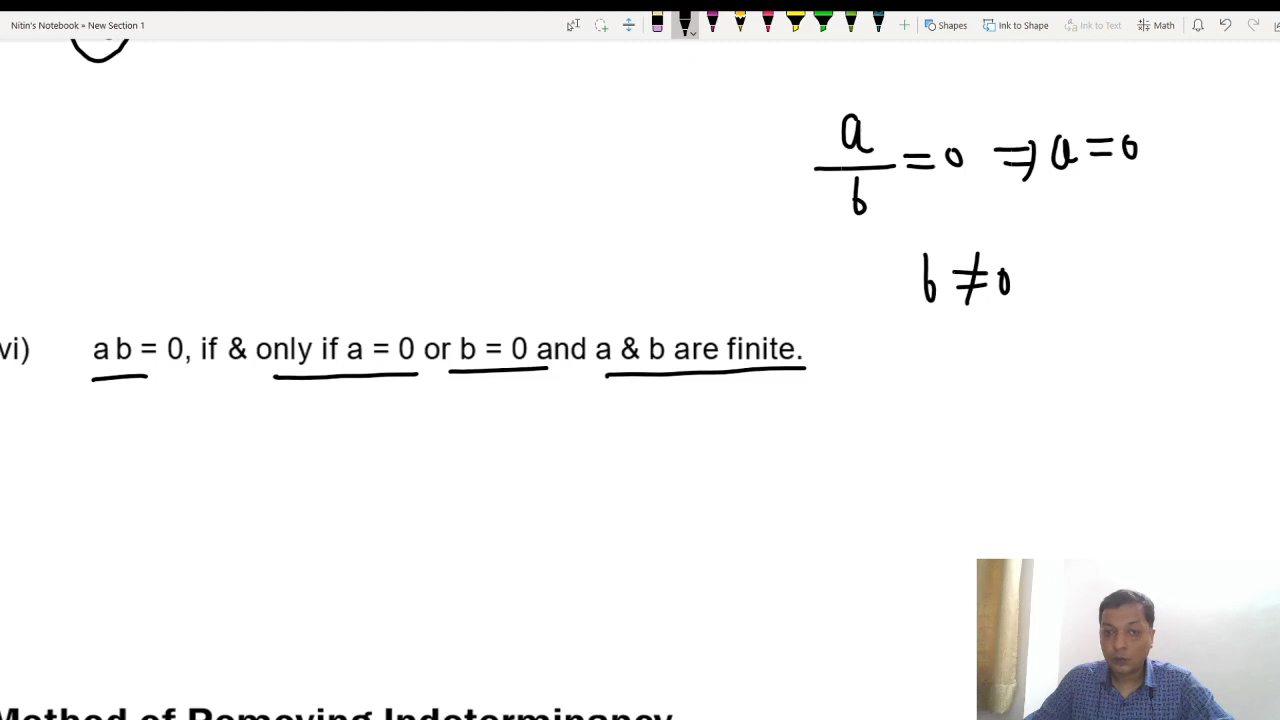 Nitin's Notebook » New Section 1
Shapes Ink to Shape Ink to Text Math
a/b = 0 ⇒ a = 0
b ≠ 0
vi) a b = 0, if & only if a = 0 or b = 0 and a & b are finite.
Method of Removing Indeterminancy